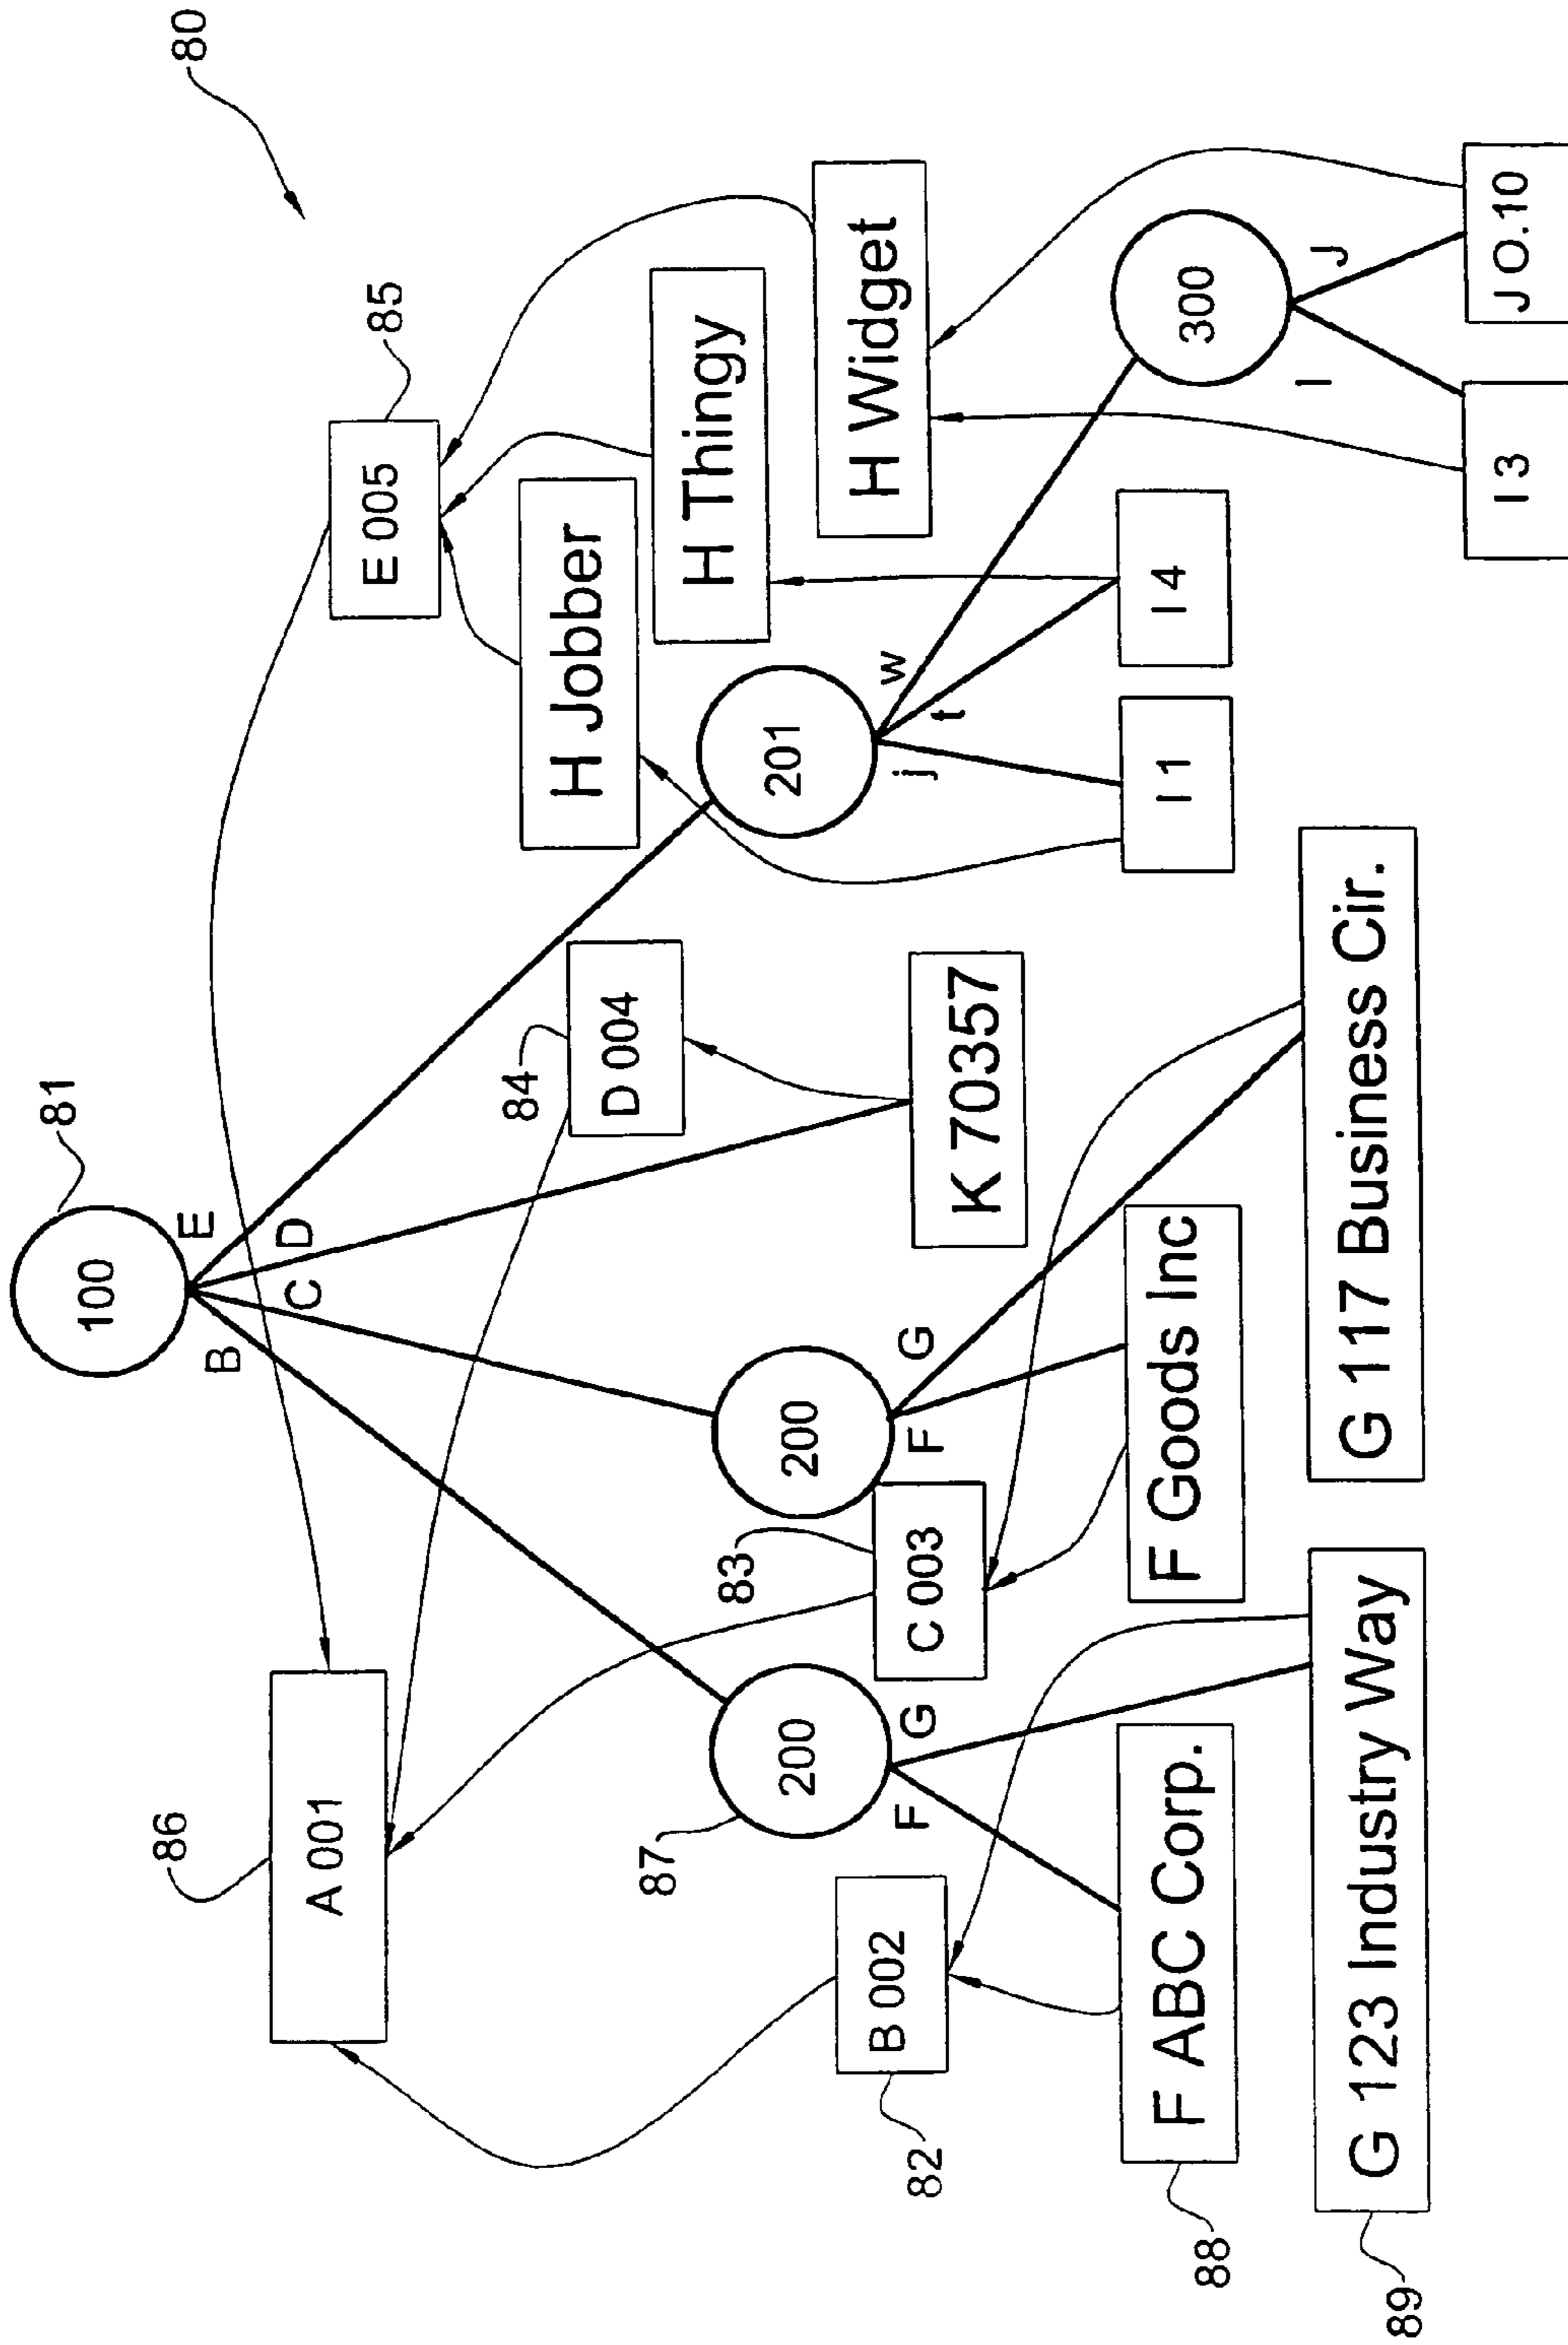 81
100
86
80
E
B
D
C
A 001
E 005
85
84
H Jobber
D 004
87
H Thingy
83
200
200
201
H Widget
B 002
82
F
G
C 003
F
G
j
t
w
K 70357
88
F ABC Corp.
F Goods Inc
I 1
I 4
300
I
J
89
G 123 Industry Way
G 117 Business Cir.
I 3
J O.10